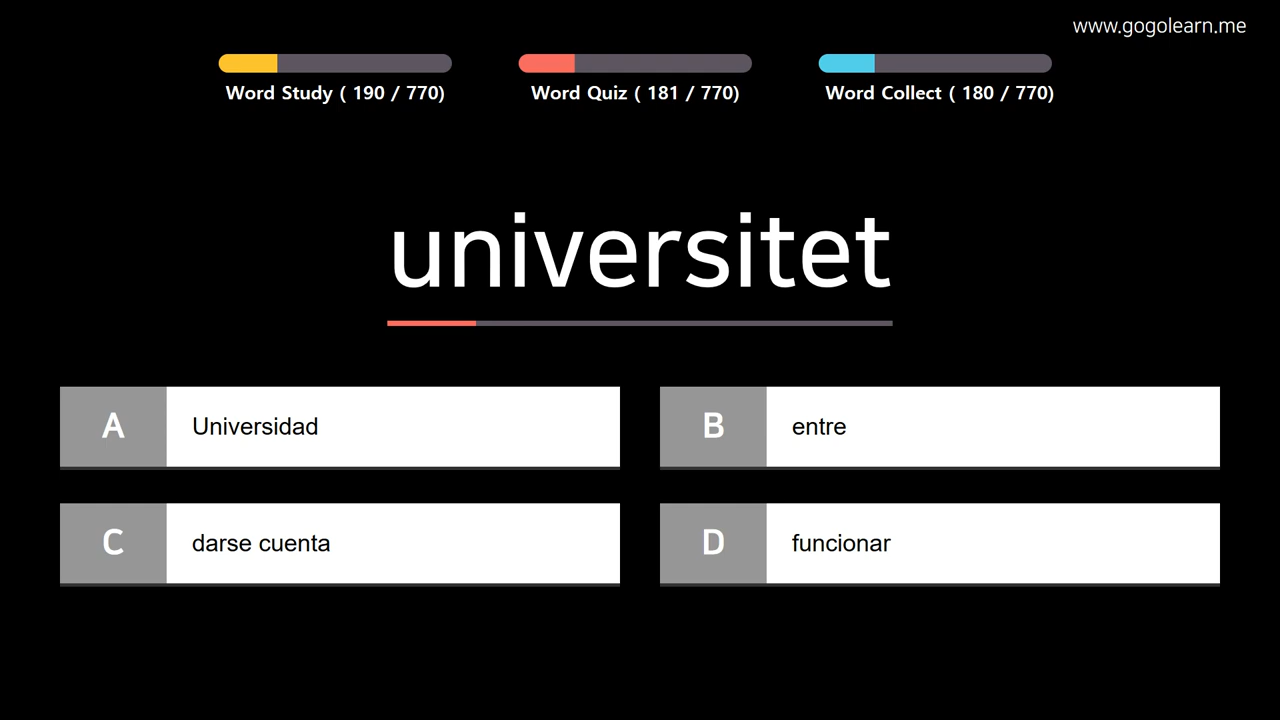 www.gogolearn.me
Word Study ( 190 / 770)
Word Quiz ( 181 / 770)
Word Collect ( 180 / 770)
universitet
A Universidad
B entre
C darse cuenta
D funcionar